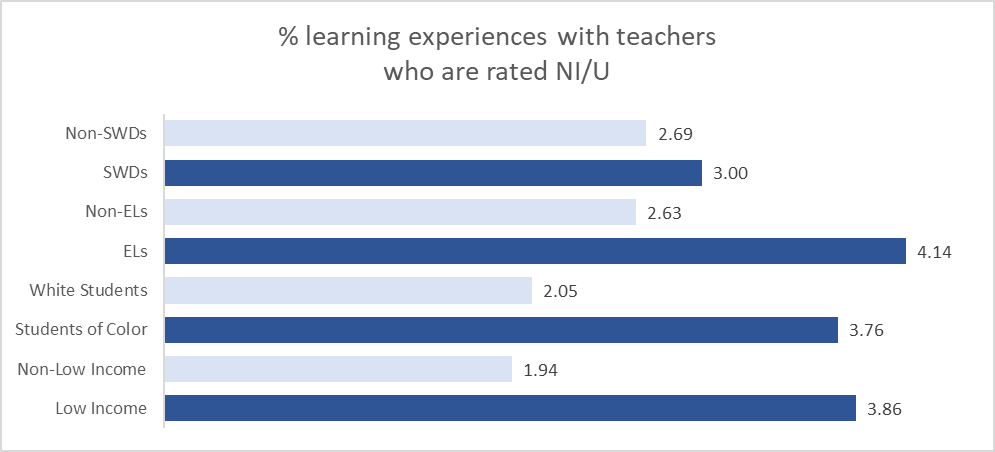 % learning experiences with teachers
who are rated NI/U
Non-SWDs 2.69
SWDs 3.00
Non-ELs 2.63
ELs 4.14
White Students 2.05
Students of Color 3.76
Non-Low Income 1.94
Low Income 3.86